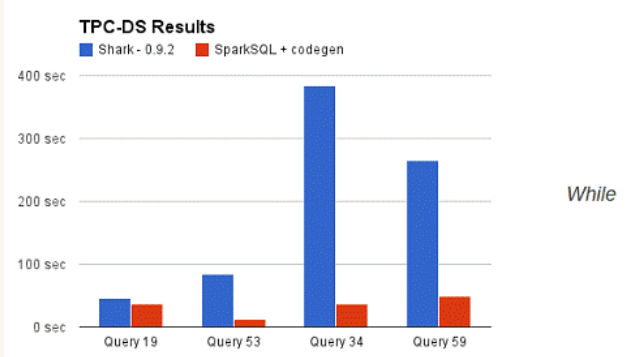 TPC-DS Results
Shark - 0.9.2 SparkSQL + codegen
400 sec
300 sec
200 sec
100 sec
0 sec
Query 19 Query 53 Query 34 Query 59
While